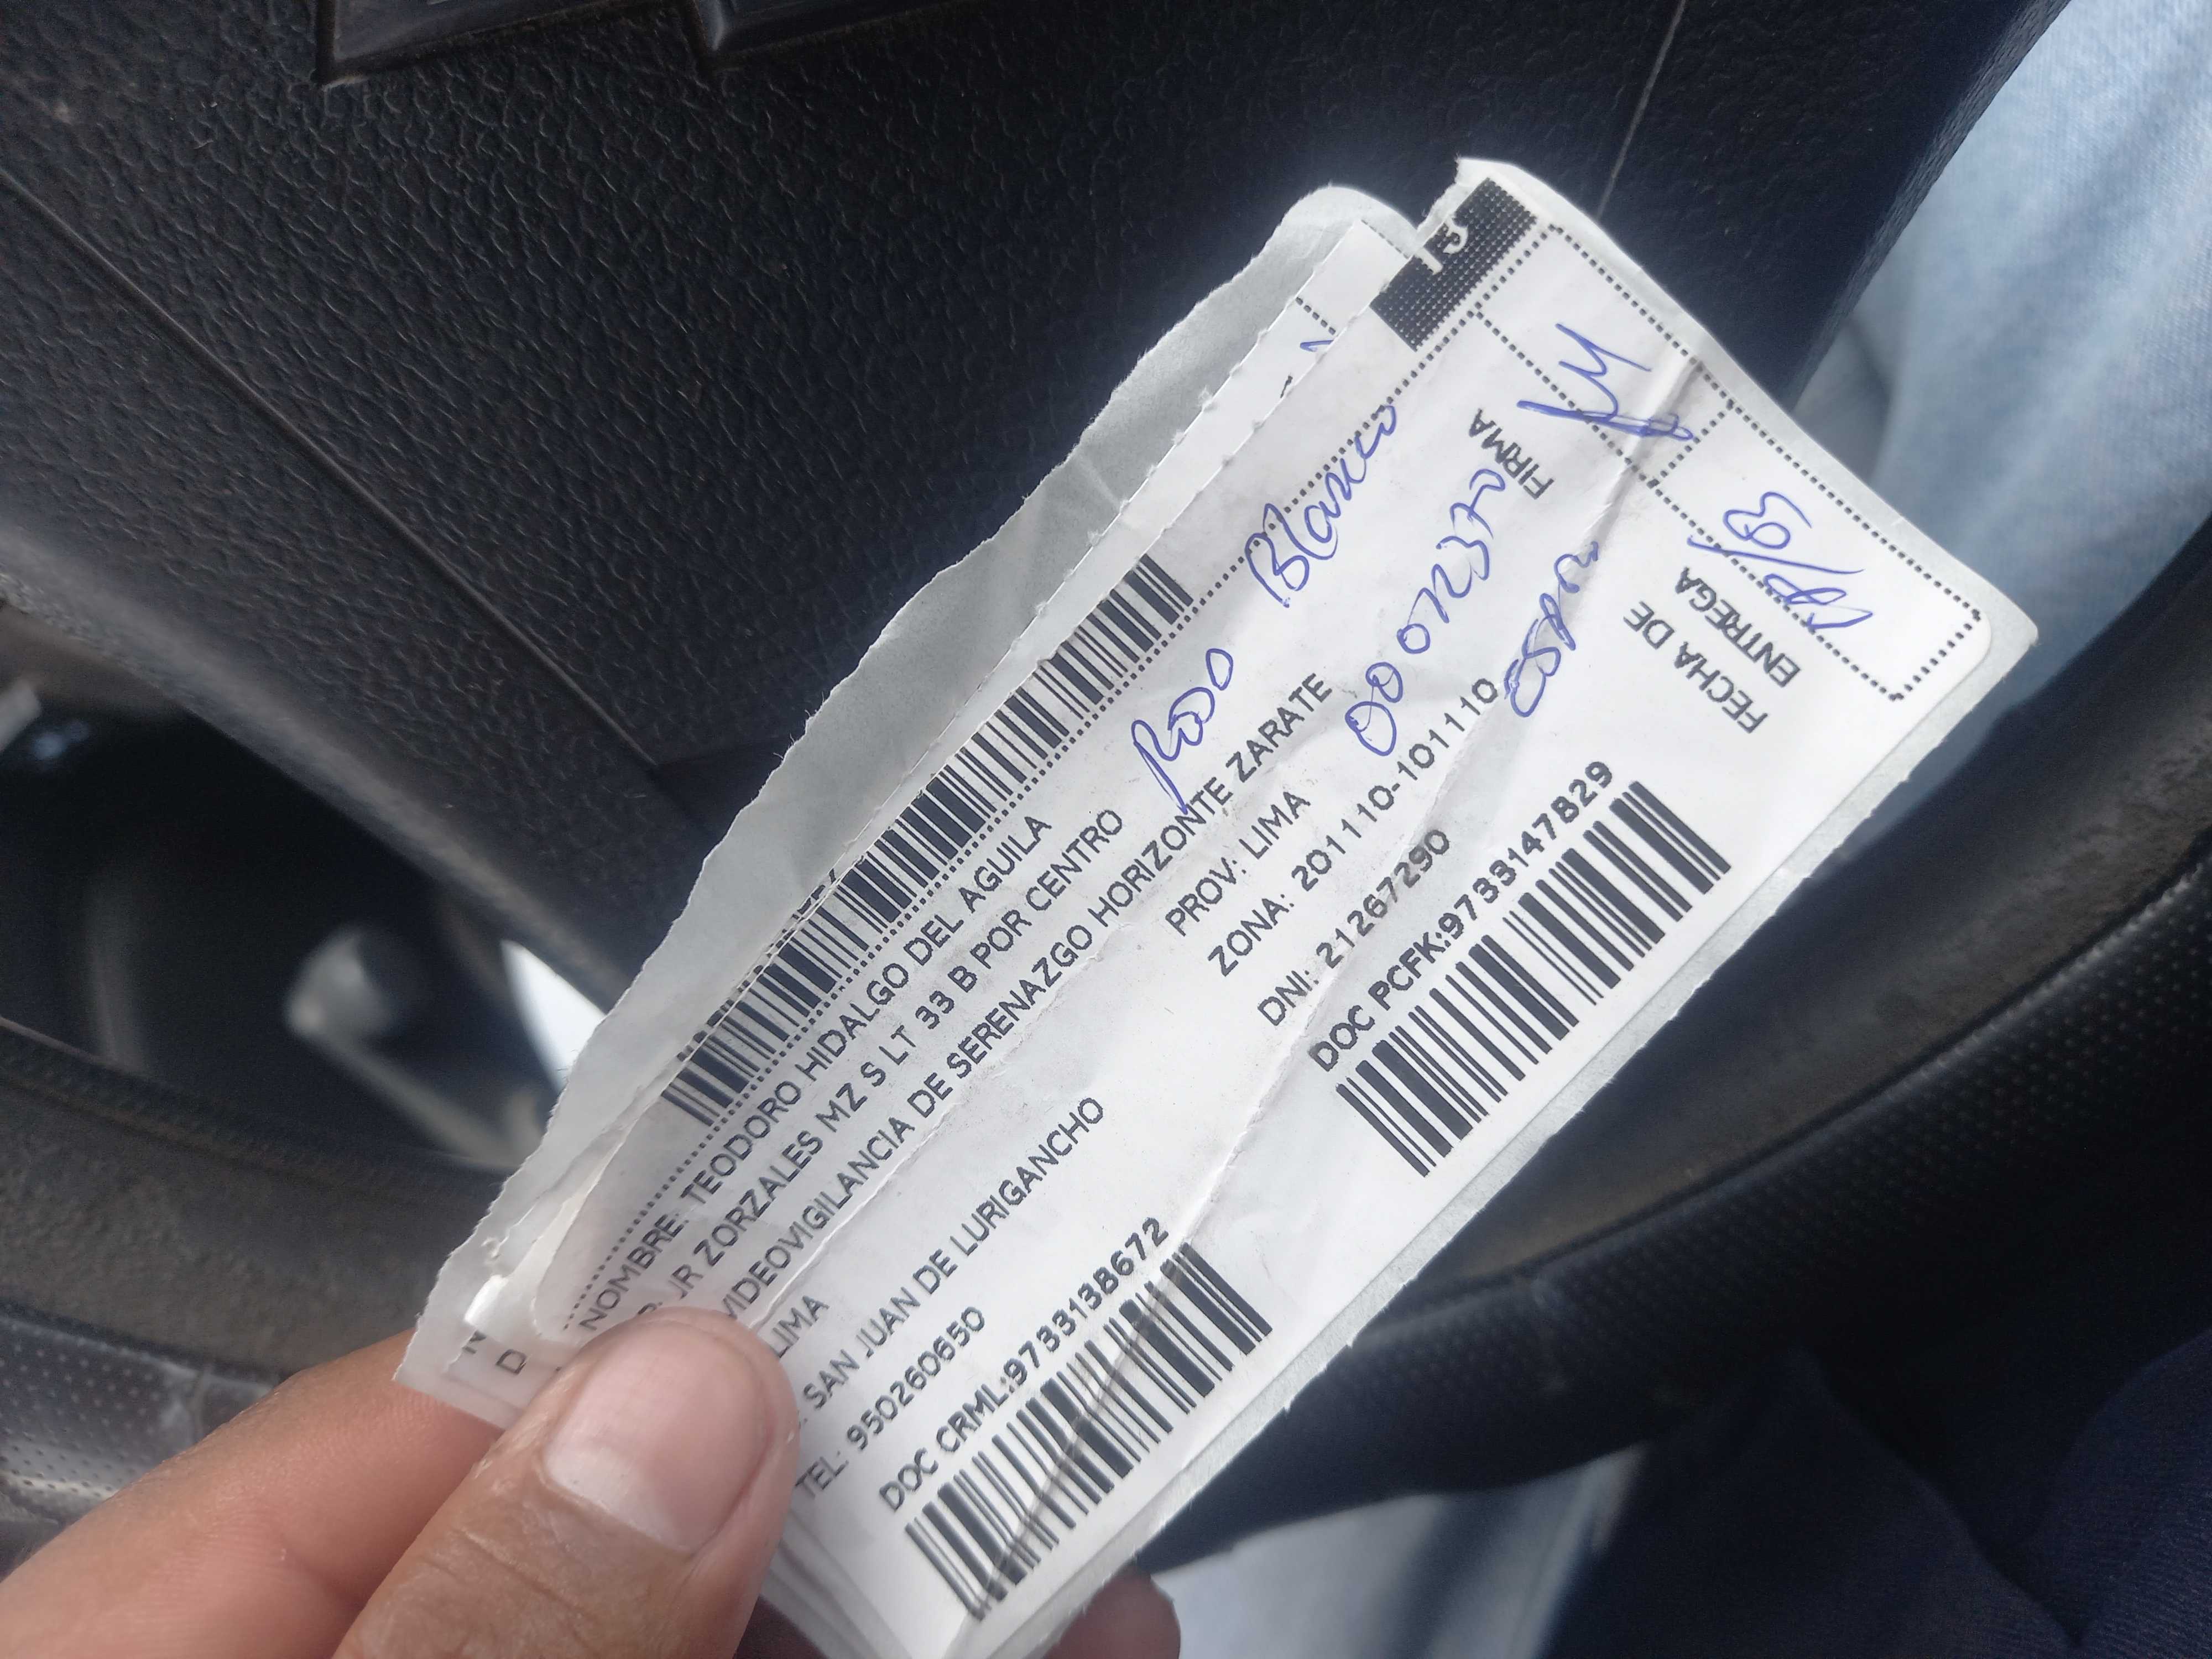 15
NOMBRE: TEODORO HIDALGO DEL AGUILA
JR ZORZALES MZ S LT 33 B POR CENTRO
VIDEOVIGILANCIA DE SERENAZGO HORIZONTE ZARATE
LIMA
PROV: LIMA
SAN JUAN DE LURIGANCHO
ZONA: 201110-101110
TEL: 950260650
DNI: 21267290
DOC CRML:9733138672
DOC PCFK:9733147B29
Blanco
FIRMA
FECHA DE
ENTREGA
N
D